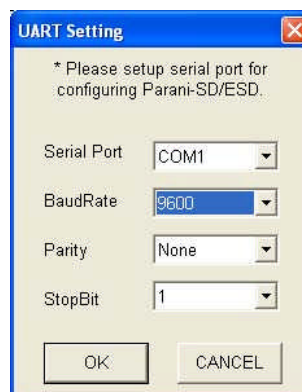 UART Setting
* Please setup serial port for
configuring Parani-SD/ESD.
Serial Port COM1
BaudRate 9600
Parity None
StopBit 1
OK CANCEL